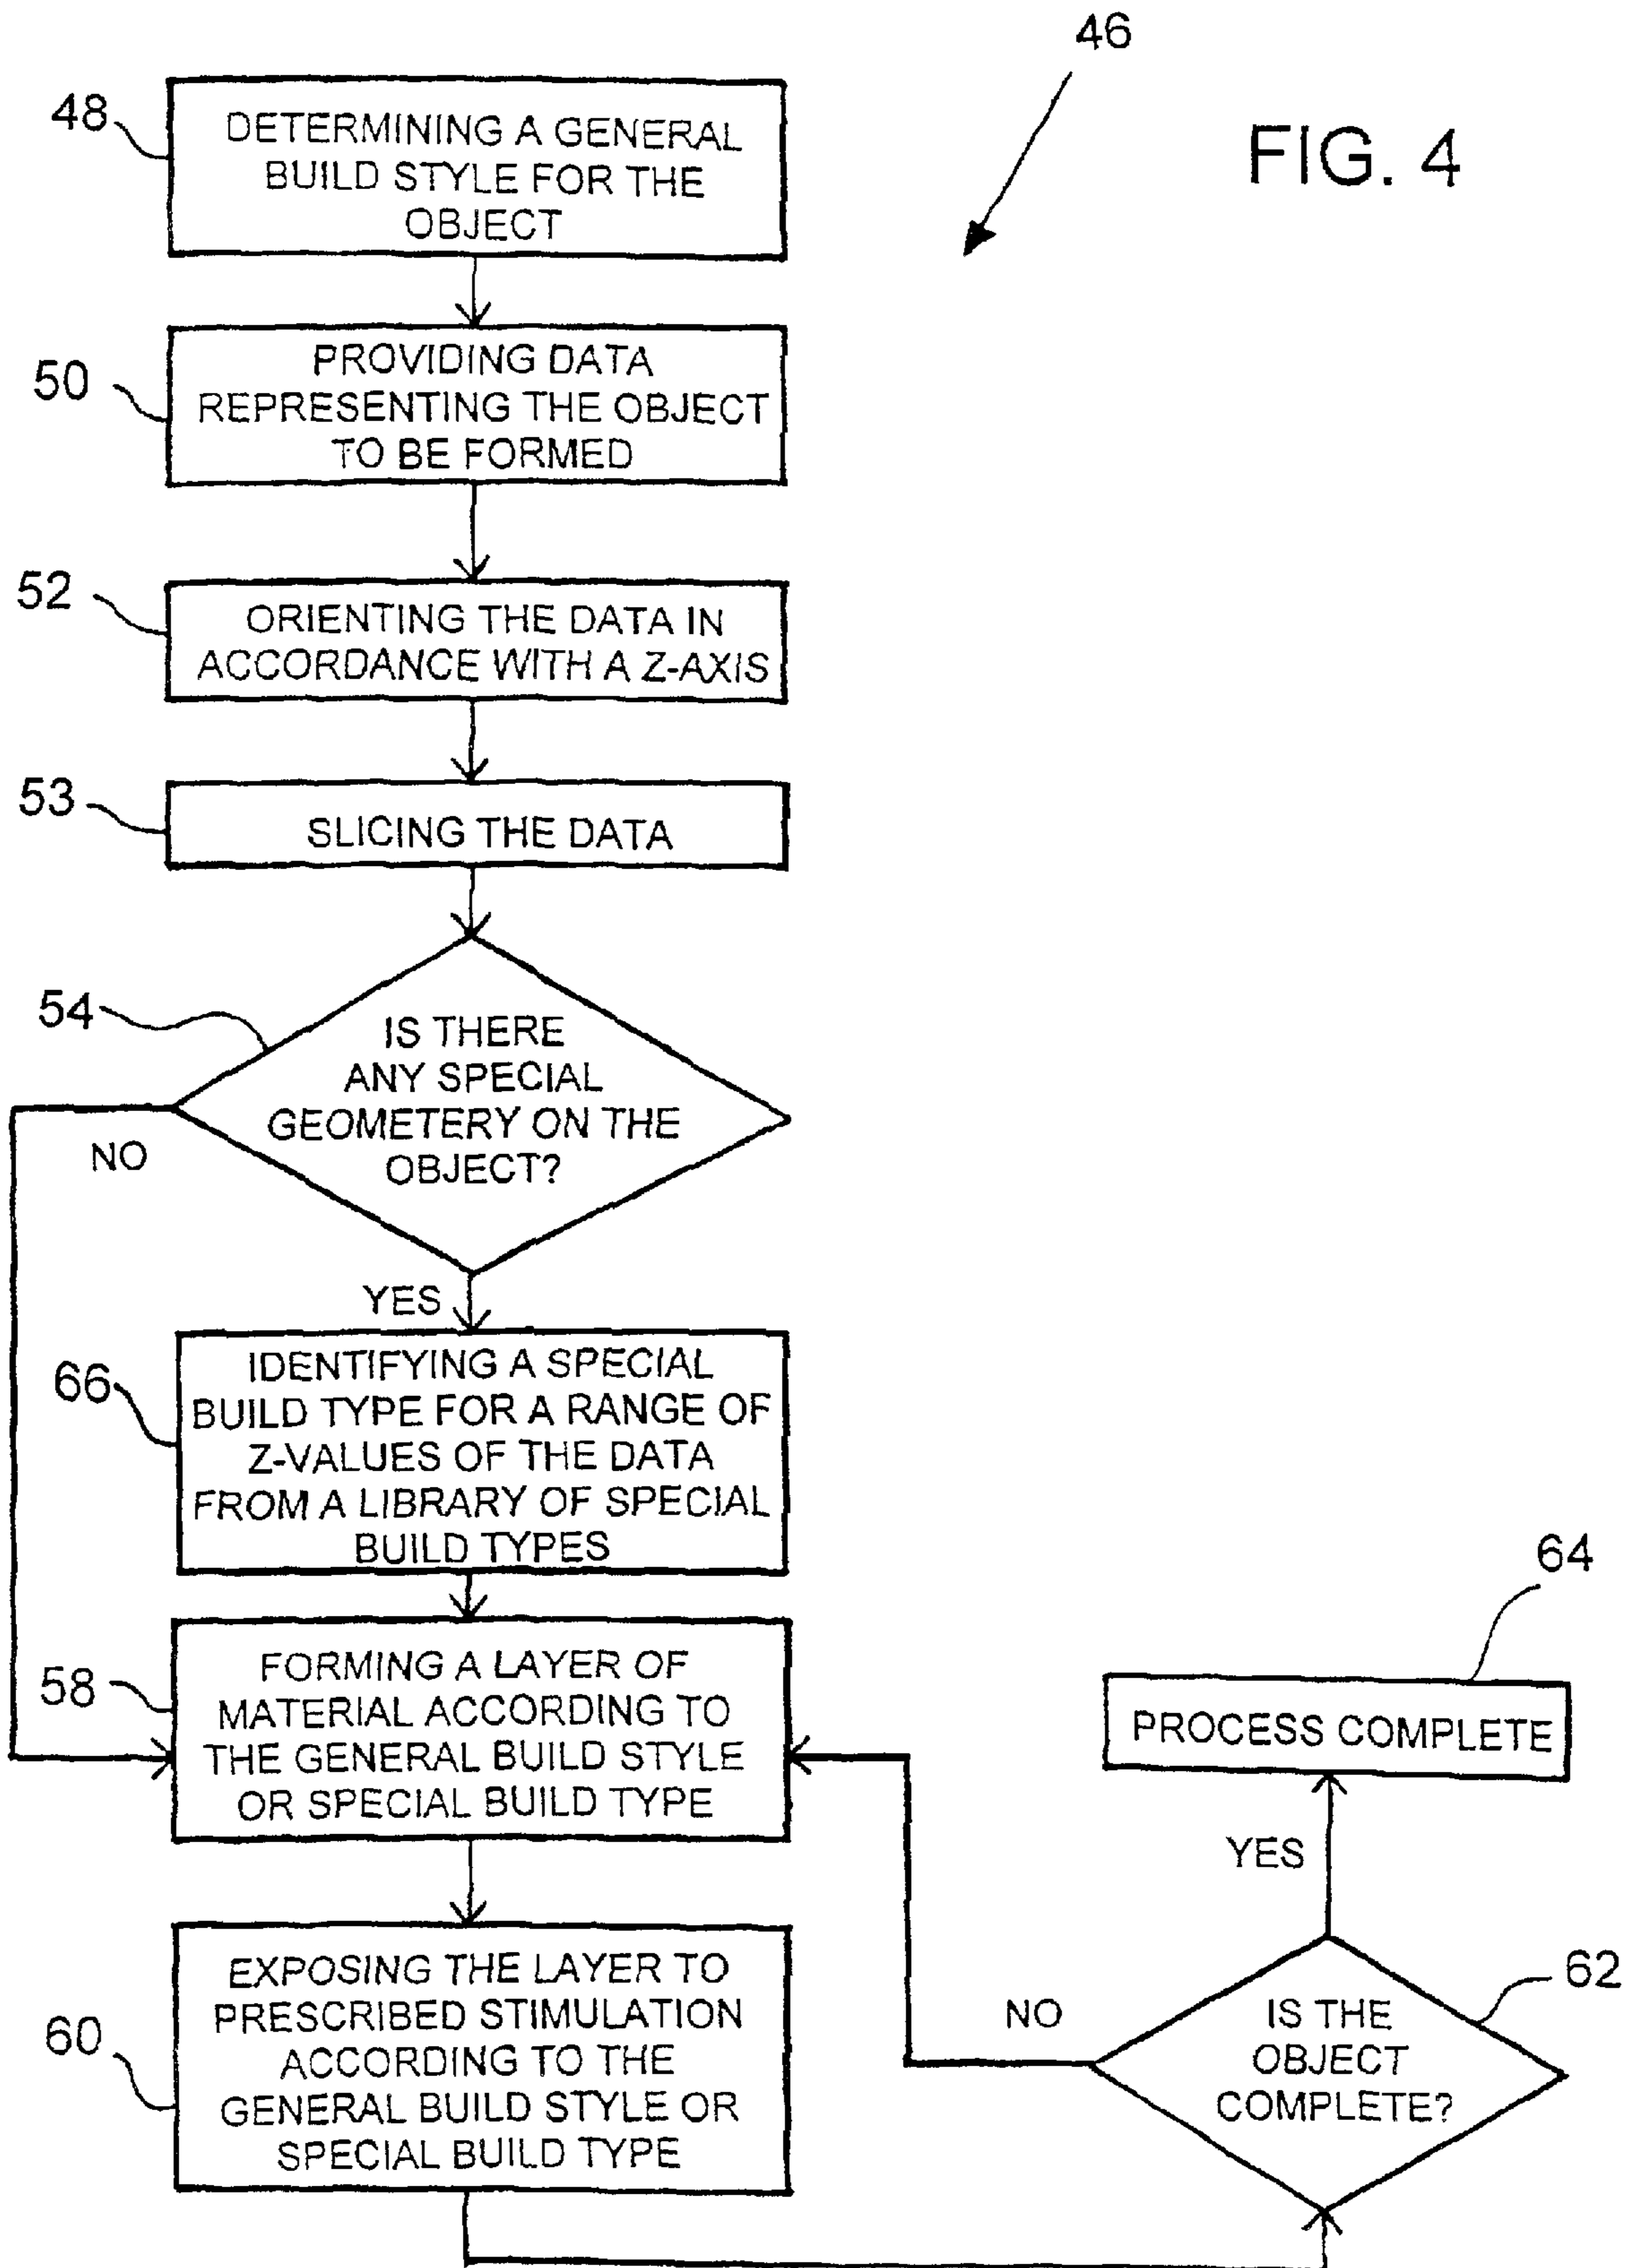 46
FIG. 4
48
DETERMINING A GENERAL
BUILD STYLE FOR THE
OBJECT
50
PROVIDING DATA
REPRESENTING THE OBJECT
TO BE FORMED
52
ORIENTING THE DATA IN
ACCORDANCE WITH A Z-AXIS
53
SLICING THE DATA
54
IS THERE
ANY SPECIAL
GEOMETERY ON THE
OBJECT?
NO
YES
66
IDENTIFYING A SPECIAL
BUILD TYPE FOR A RANGE OF
Z-VALUES OF THE DATA
FROM A LIBRARY OF SPECIAL
BUILD TYPES
58
FORMING A LAYER OF
MATERIAL ACCORDING TO
THE GENERAL BUILD STYLE
OR SPECIAL BUILD TYPE
60
EXPOSING THE LAYER TO
PRESCRIBED STIMULATION
ACCORDING TO THE
GENERAL BUILD STYLE OR
SPECIAL BUILD TYPE
64
PROCESS COMPLETE
YES
62
NO
IS THE
OBJECT
COMPLETE?